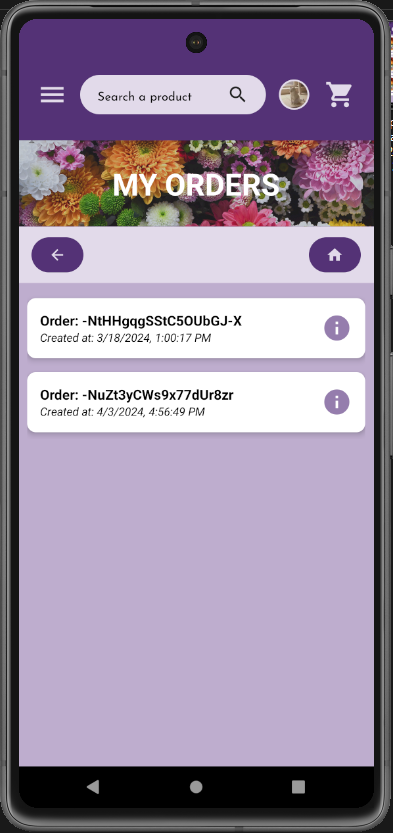 Search a product
MY ORDERS
Order: -NtHHgqgSStC5OUbGJ-X
Created at: 3/18/2024, 1:00:17 PM
Order: -NuZt3yCWs9x77dUr8zr
Created at: 4/3/2024, 4:56:49 PM